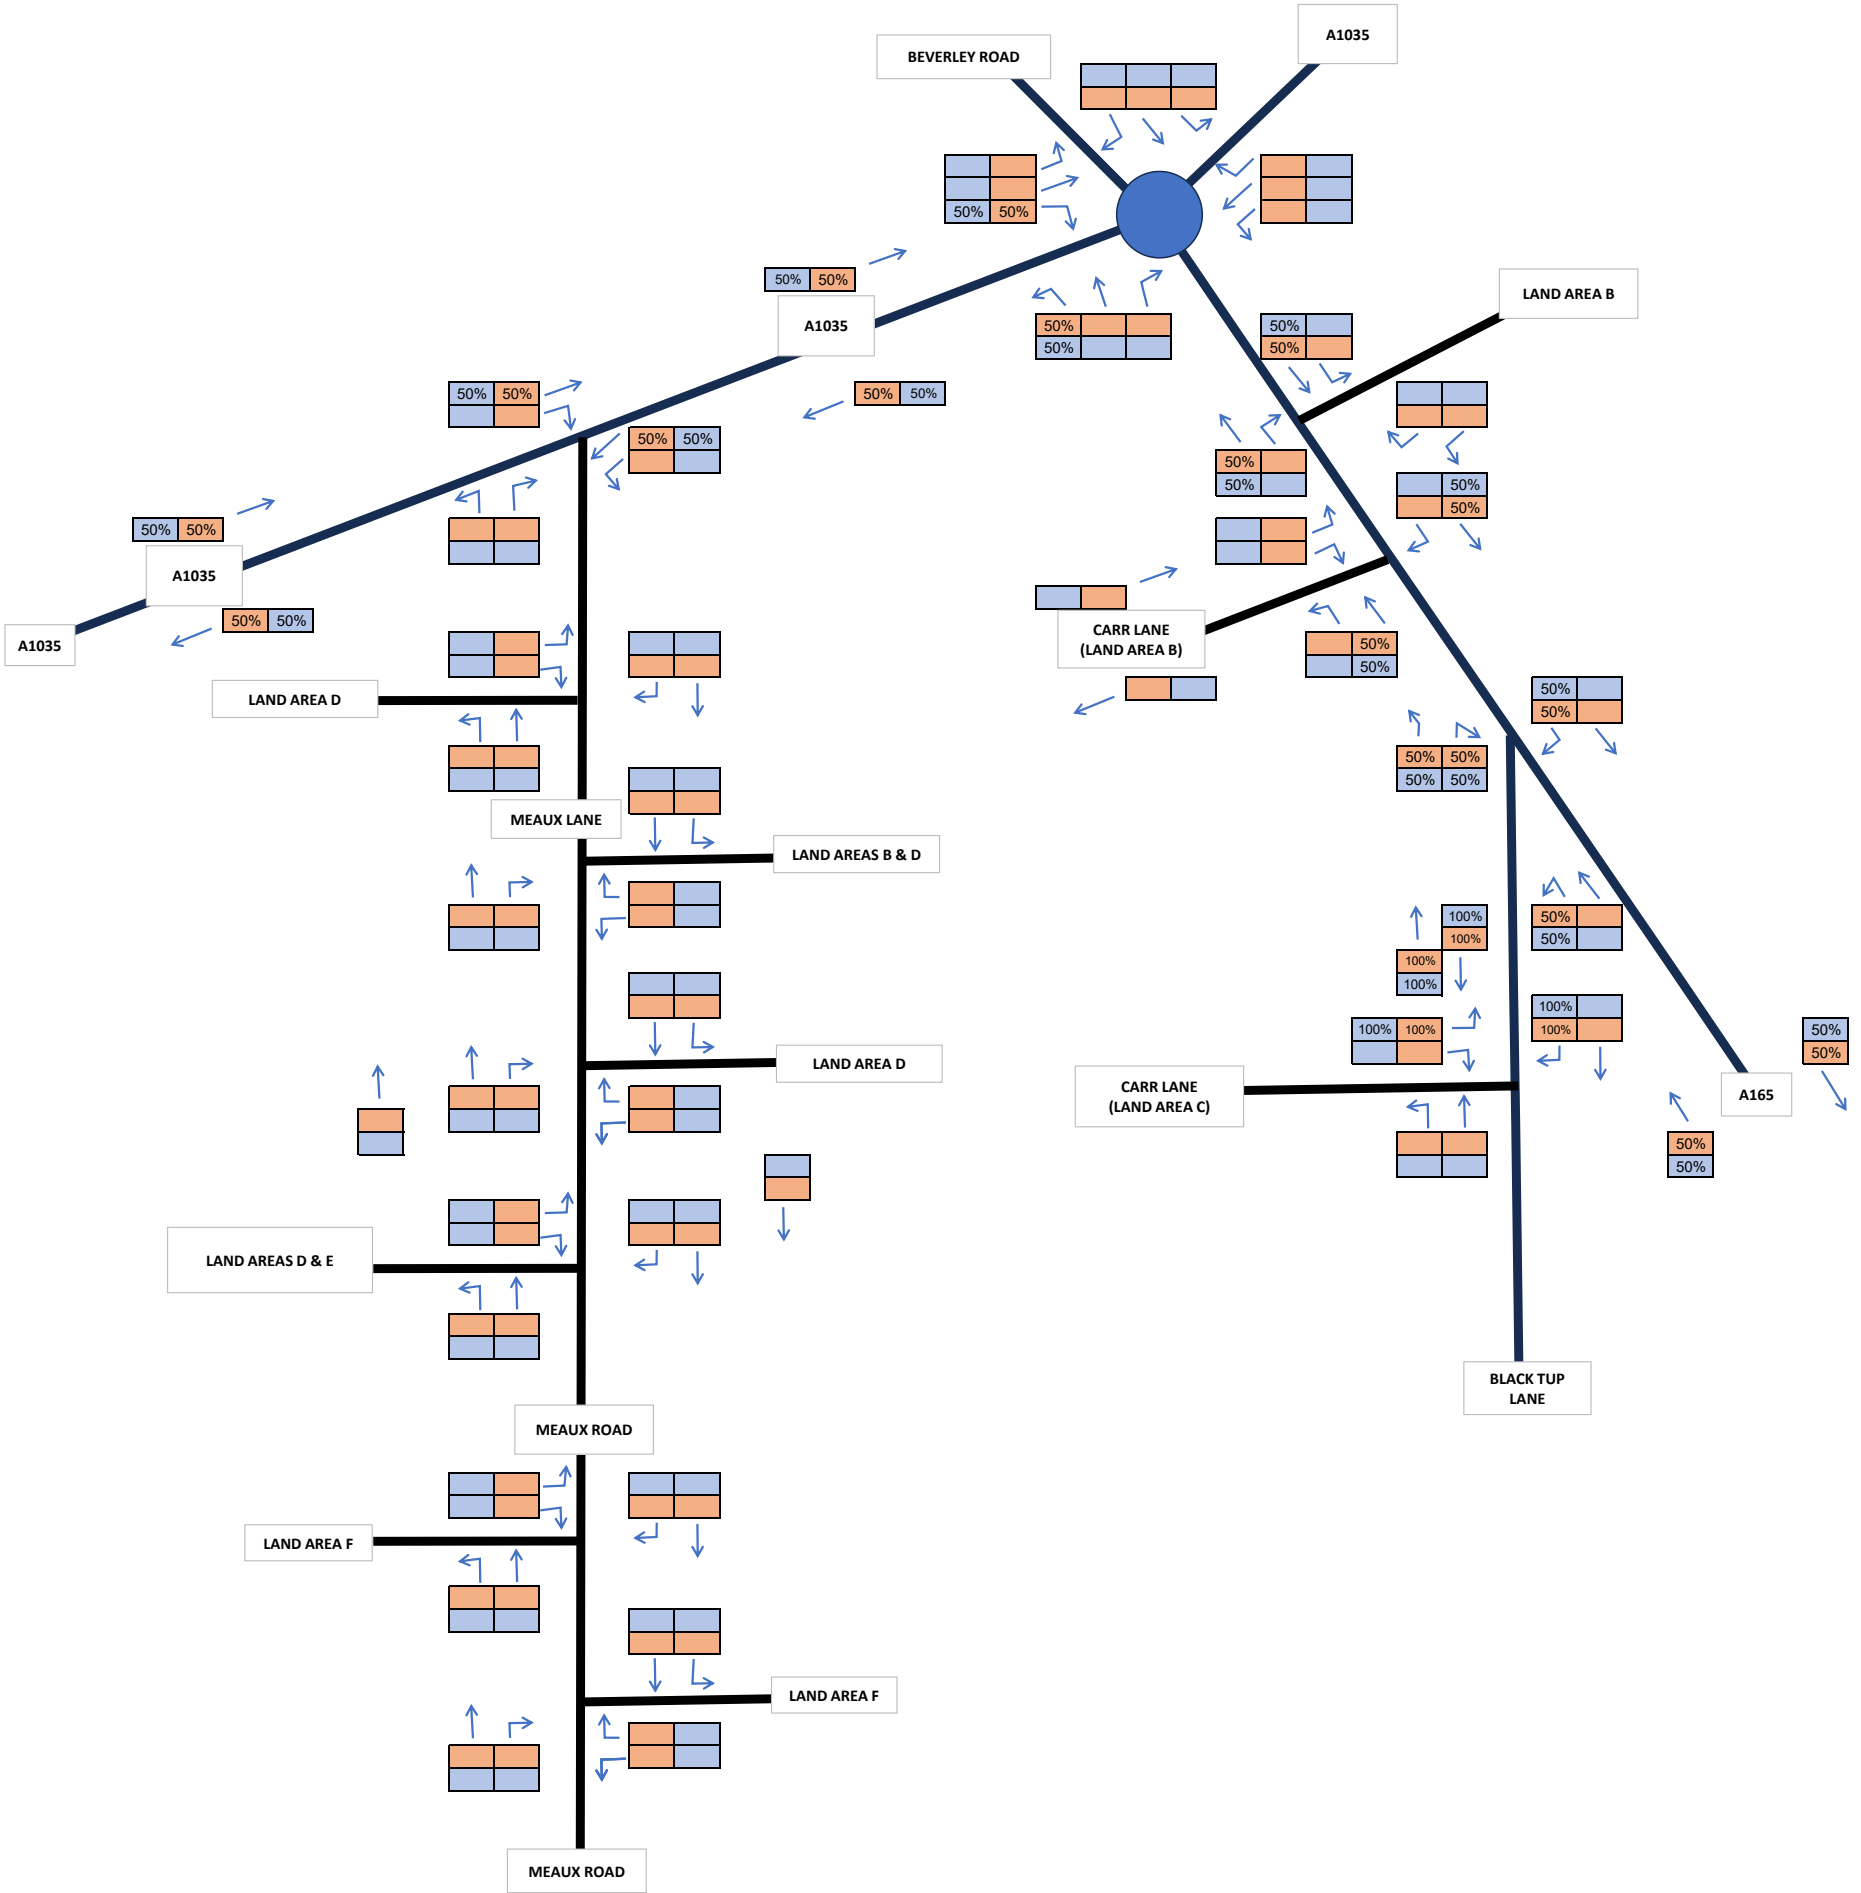 A1035
BEVERLEY ROAD
50% 50%
50% 50%
LAND AREA B
A1035
50%
50%
50%
50%
50% 50%
50% 50%
50% 50%
50%
50%
50%
50%
50% 50%
A1035
50% 50%
A1035
CARR LANE
(LAND AREA B)
50%
50%
LAND AREA D
50%
50%
50% 50%
50% 50%
MEAUX LANE
LAND AREAS B & D
100%
100%
100%
100%
50%
50%
100% 100%
100%
100%
50%
50%
LAND AREA D
CARR LANE
(LAND AREA C)
A165
50%
50%
LAND AREAS D & E
BLACK TUP
LANE
MEAUX ROAD
LAND AREA F
LAND AREA F
MEAUX ROAD